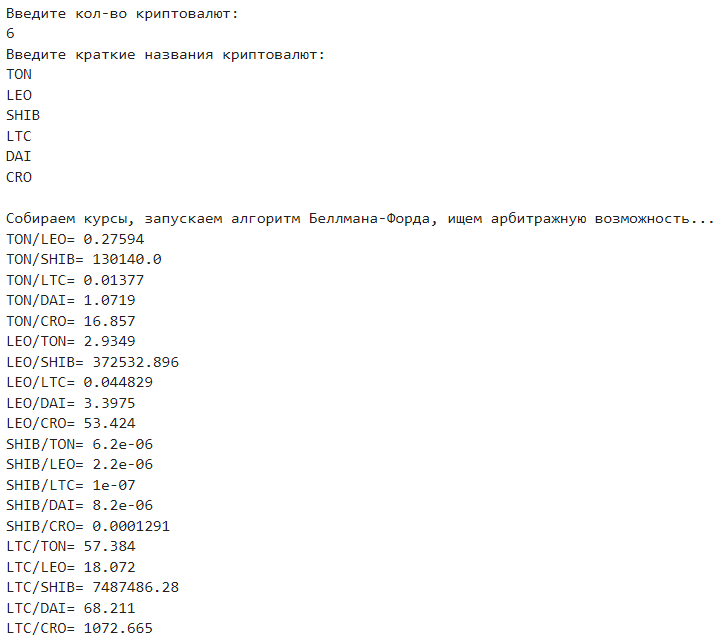 Введите кол-во криптовалют:
6
Введите краткие названия криптовалют:
TON
LEO
SHIB
LTC
DAI
CRO
Собираем курсы, запускаем алгоритм Беллмана-Форда, ищем арбитражную возможность...
TON/LEO= 0.27594
TON/SHIB= 130140.0
TON/LTC= 0.01377
TON/DAI= 1.0719
TON/CRO= 16.857
LEO/TON= 2.9349
LEO/SHIB= 372532.896
LEO/LTC= 0.044829
LEO/DAI= 3.3975
LEO/CRO= 53.424
SHIB/TON= 6.2e-06
SHIB/LEO= 2.2e-06
SHIB/LTC= 1e-07
SHIB/DAI= 8.2e-06
SHIB/CRO= 0.0001291
LTC/TON= 57.384
LTC/LEO= 18.072
LTC/SHIB= 7487486.28
LTC/DAI= 68.211
LTC/CRO= 1072.665